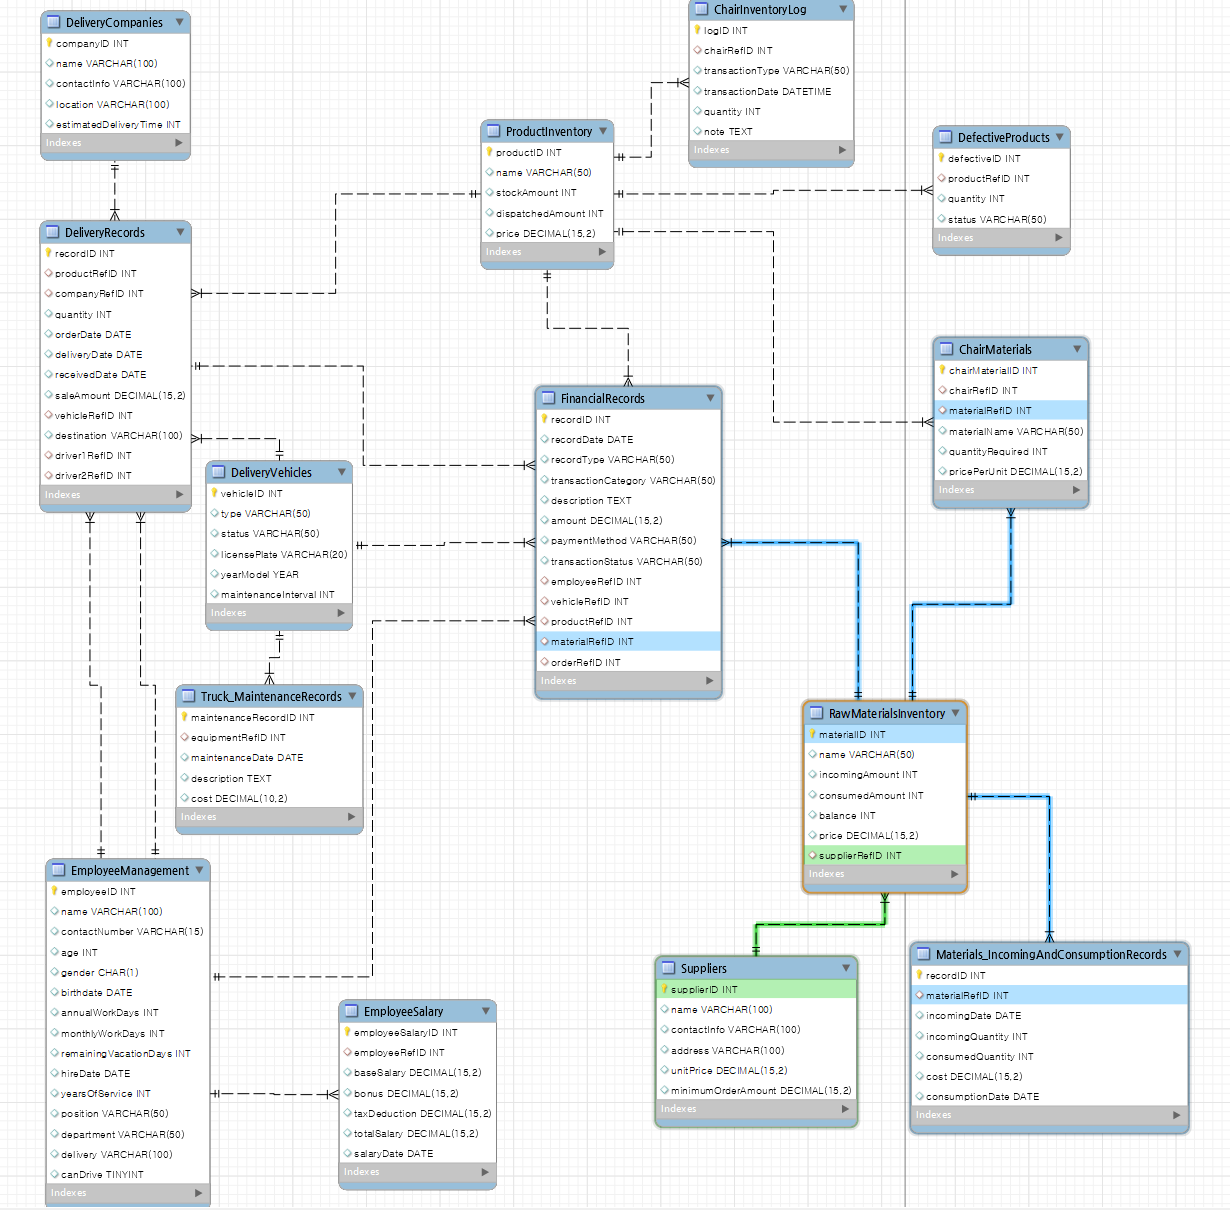 DeliveryCompanies
companyID INT
name VARCHAR(100)
contactInfo VARCHAR(100)
location VARCHAR(100)
estimatedDeliveryTime INT
Indexes
ChairInventoryLog
logID INT
chairRefID INT
transactionType VARCHAR(50)
transactionDate DATETIME
quantity INT
note TEXT
Indexes
ProductInventory
productID INT
name VARCHAR(50)
stockAmount INT
dispatchedAmount INT
price DECIMAL(15,2)
Indexes
DefectiveProducts
defectiveID INT
productRefID INT
quantity INT
status VARCHAR(50)
Indexes
DeliveryRecords
recordID INT
productRefID INT
companyRefID INT
quantity INT
orderDate DATE
deliveryDate DATE
receivedDate DATE
saleAmount DECIMAL(15,2)
vehicleRefID INT
destination VARCHAR(100)
driver1RefID INT
driver2RefID INT
Indexes
ChairMaterials
chairMaterialID INT
chairRefID INT
materialRefID INT
materialName VARCHAR(50)
quantityRequired INT
pricePerUnit DECIMAL(15,2)
Indexes
FinancialRecords
recordID INT
recordDate DATE
recordType VARCHAR(50)
transactionCategory VARCHAR(50)
description TEXT
amount DECIMAL(15,2)
paymentMethod VARCHAR(50)
transactionStatus VARCHAR(50)
employeeRefID INT
vehicleRefID INT
productRefID INT
materialRefID INT
orderRefID INT
Indexes
DeliveryVehicles
vehicleID INT
type VARCHAR(50)
status VARCHAR(50)
licensePlate VARCHAR(20)
yearModel YEAR
maintenanceInterval INT
Indexes
Truck_MaintenanceRecords
maintenanceRecordID INT
equipmentRefID INT
maintenanceDate DATE
description TEXT
cost DECIMAL(10,2)
Indexes
RawMaterialsInventory
materialID INT
name VARCHAR(50)
incomingAmount INT
consumedAmount INT
balance INT
price DECIMAL(15,2)
supplierRefID INT
Indexes
EmployeeManagement
employeeID INT
name VARCHAR(100)
contactNumber VARCHAR(15)
age INT
gender CHAR(1)
birthdate DATE
annualWorkDays INT
monthlyWorkDays INT
remainingVacationDays INT
hireDate DATE
yearsOfService INT
position VARCHAR(50)
department VARCHAR(50)
delivery VARCHAR(100)
canDrive TINYINT
Indexes
EmployeeSalary
employeeSalaryID INT
employeeRefID INT
baseSalary DECIMAL(15,2)
bonus DECIMAL(15,2)
taxDeduction DECIMAL(15,2)
totalSalary DECIMAL(15,2)
salaryDate DATE
Indexes
Suppliers
supplierID INT
name VARCHAR(100)
contactInfo VARCHAR(100)
address VARCHAR(100)
unitPrice DECIMAL(15,2)
minimumOrderAmount DECIMAL(15,2)
Indexes
Materials_IncomingAndConsumptionRecords
recordID INT
materialRefID INT
incomingDate DATE
incomingQuantity INT
consumedQuantity INT
cost DECIMAL(15,2)
consumptionDate DATE
Indexes